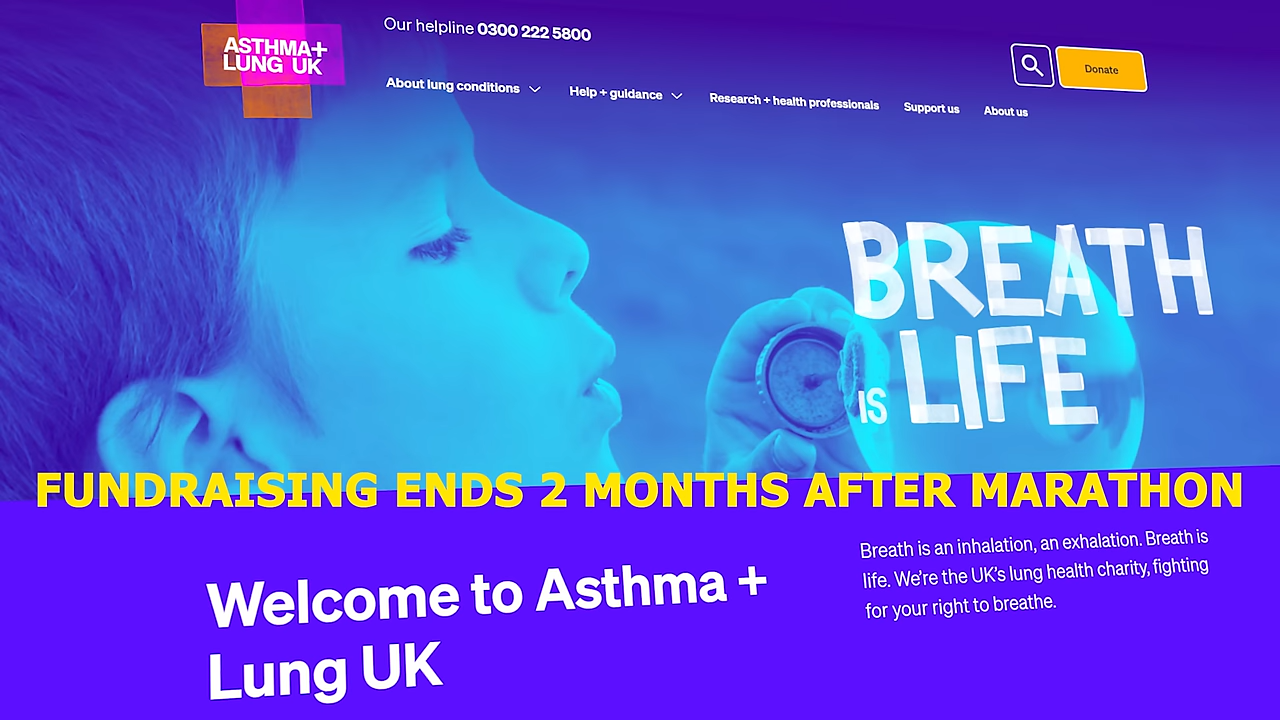 ASTHMA+
LUNG UK
Our helpline 0300 222 5800
Donate
About lung conditions
Help + guidance
Research + health professionals
Support us
About us
BREATH
IS LIFE
FUNDRAISING ENDS 2 MONTHS AFTER MARATHON
Welcome to Asthma +
Lung UK
Breath is an inhalation, an exhalation. Breath is
life. We're the UK's lung health charity, fighting
for your right to breathe.